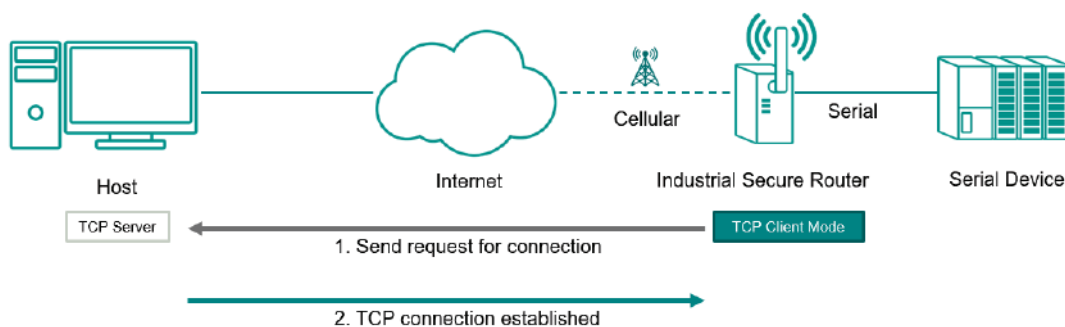 Cellular
Serial
Host
Internet
Industrial Secure Router
Serial Device
TCP Server
TCP Client Mode
1. Send request for connection
2. TCP connection established